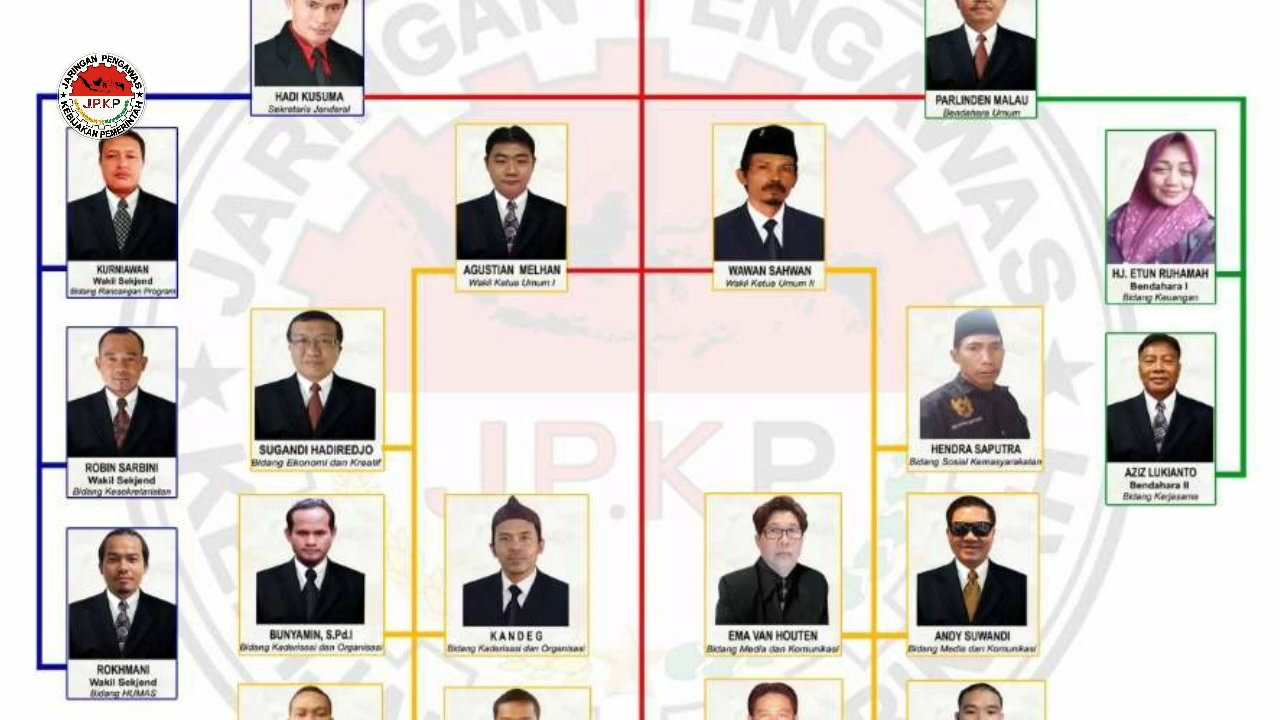 JARINGAN PENGAWAS
JPKP
KEBIJAKAN PEMERINTAH
JARINGAN PENGAWAS
JPKP
HADI KUSUMA
Sekretaris Jenderal
PARLINDEN MALAU
Bendahara Umum
KURNIAWAN
Wakil Sekjend
Bidang Rancangan Program
AGUSTIAN MELHAN
Wakil Ketua Umum I
WAWAN SAHWAN
Wakil Ketua Umum II
HJ. ETUN RUHAMAH
Bendahara I
Bidang Keuangan
SUGANDI HADIREDJO
Bidang Ekonomi dan Kreatif
HENDRA SAPUTRA
Bidang Sosial Kemasyarakatan
ROBIN SARBINI
Wakil Sekjend
Bidang Kesekretariatan
AZIZ LUKIANTO
Bendahara II
Bidang Kerjasama
BUNYAMIN, S.Pd.I
Bidang Kaderisasi dan Organisasi
KANDEG
Bidang Kaderisasi dan Organisasi
EMA VAN HOUTEN
Bidang Media dan Komunikasi
ANDY SUWANDI
Bidang Media dan Komunikasi
ROKHMANI
Wakil Sekjend
Bidang HUMAS